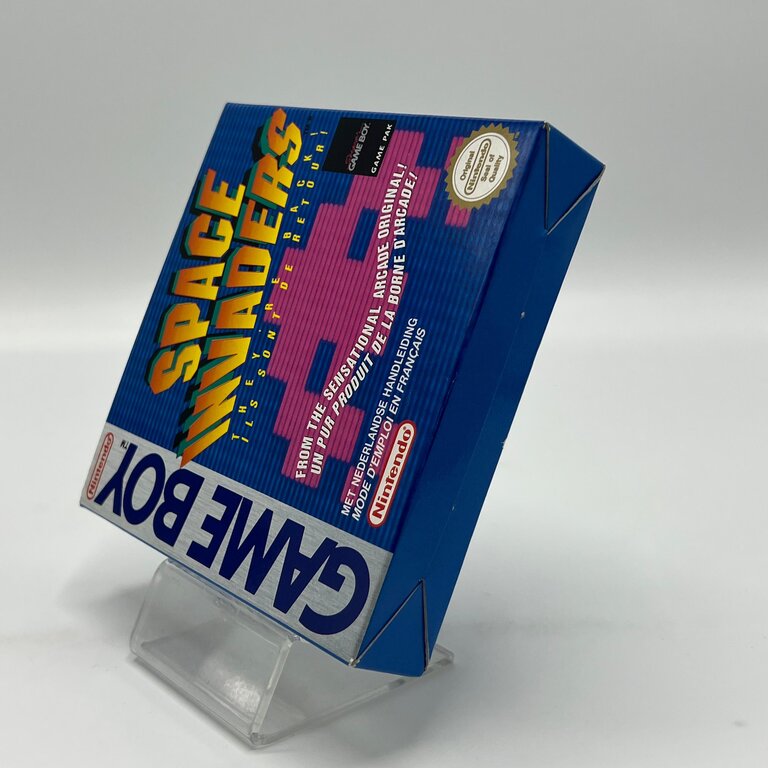 SPACE
INVADERS
THEY'RE BACK!
ILS SONT DE RETOUR!
GAME BOY
GAME PAK
Original
Nintendo
Seal of
Quality
FROM THE SENSATIONAL ARCADE ORIGINAL!
UN PUR PRODUIT DE LA BORNE D'ARCADE!
MET NEDERLANDSE HANDLEIDING
MODE D'EMPLOI EN FRANÇAIS
Nintendo
Nintendo
GAME BOY™